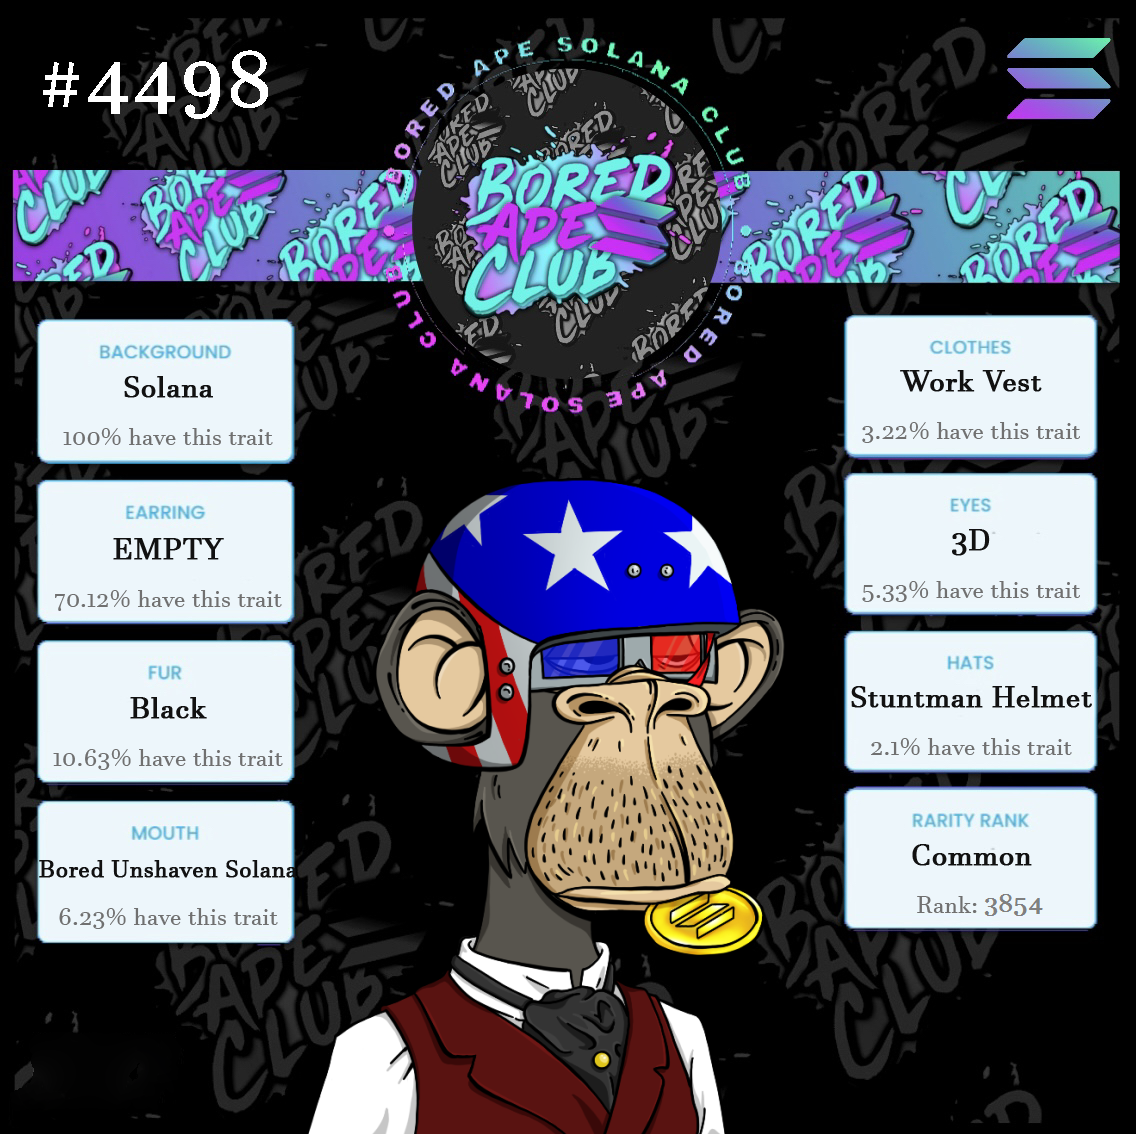 #4498
BORED APE SOLANA CLUB
BORED APE SOLANA CLUB
BORED
APE
CLUB
BACKGROUND
Solana
100% have this trait
EARRING
EMPTY
70.12% have this trait
FUR
Black
10.63% have this trait
MOUTH
Bored Unshaven Solana
6.23% have this trait
CLOTHES
Work Vest
3.22% have this trait
EYES
3D
5.33% have this trait
HATS
Stuntman Helmet
2.1% have this trait
RARITY RANK
Common
Rank: 3854